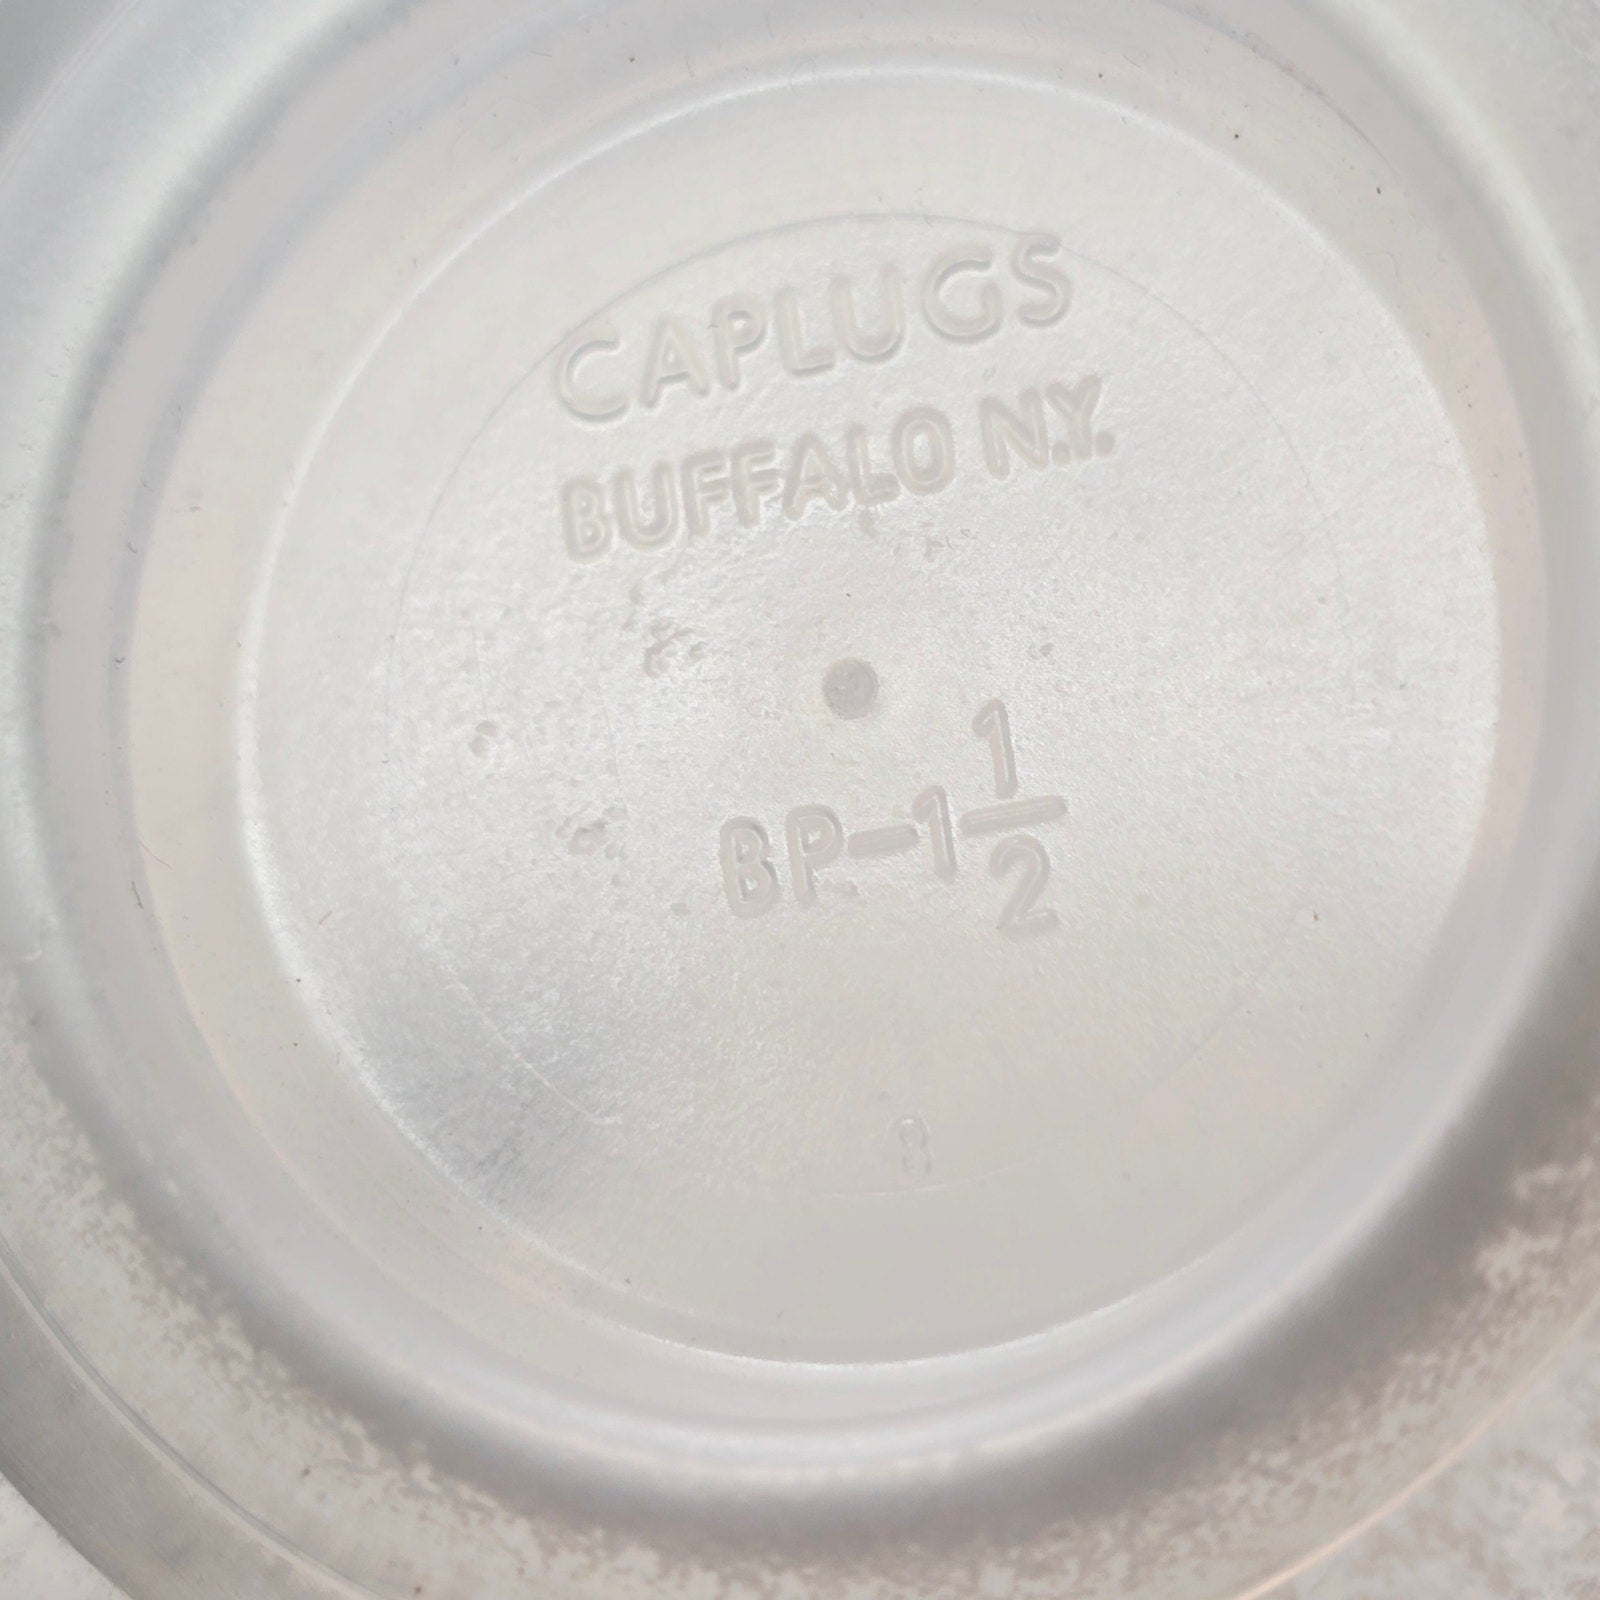 CAPLUGS
BUFFALO N.Y.
BP-1 1/2
8